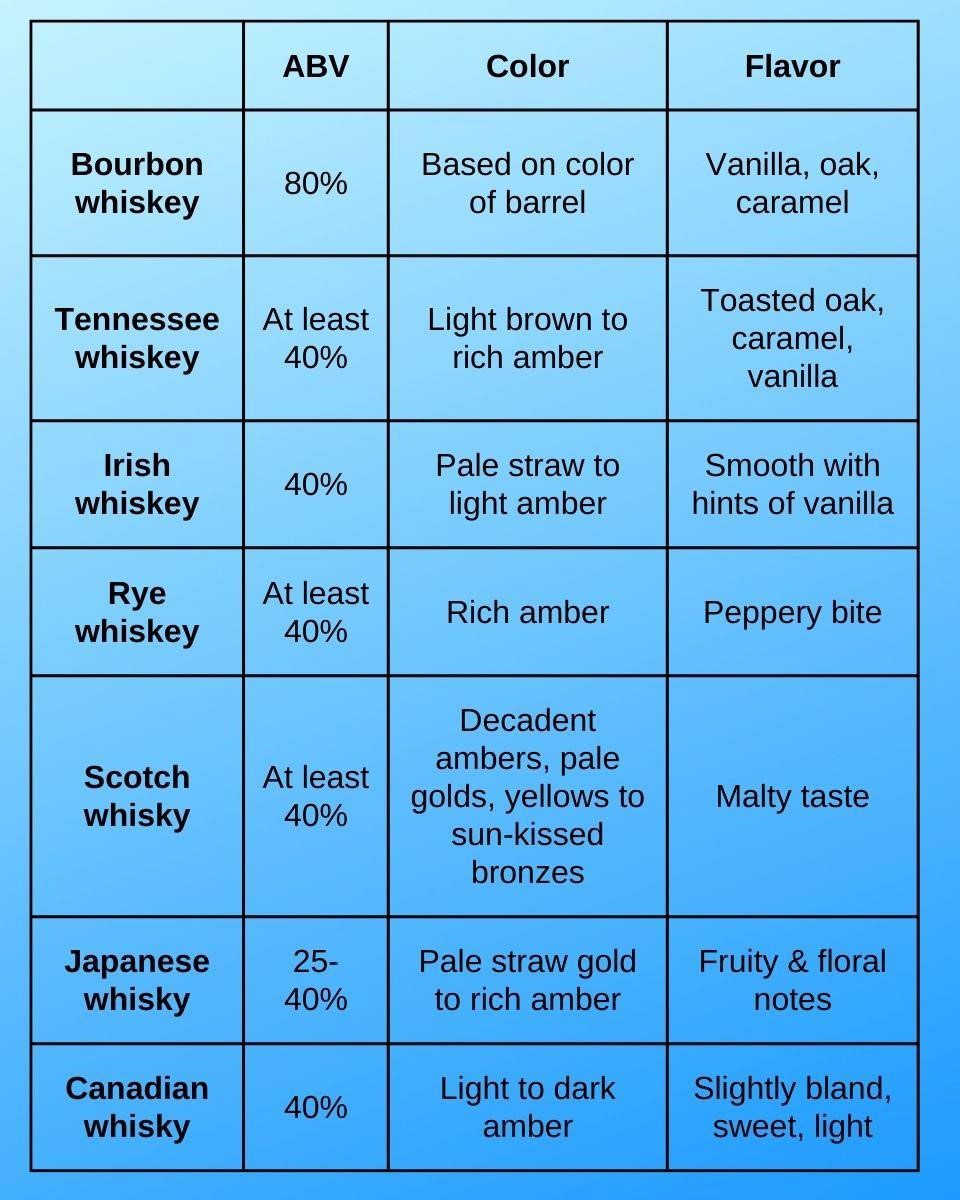 ABV
Color
Flavor
Bourbon
whiskey
80%
Based on color
of barrel
Vanilla, oak,
caramel
Tennessee
whiskey
At least
40%
Light brown to
rich amber
Toasted oak,
caramel,
vanilla
Irish
whiskey
40%
Pale straw to
light amber
Smooth with
hints of vanilla
Rye
whiskey
At least
40%
Rich amber
Peppery bite
Scotch
whisky
At least
40%
Decadent
ambers, pale
golds, yellows to
sun-kissed
bronzes
Malty taste
Japanese
whisky
25-
40%
Pale straw gold
to rich amber
Fruity & floral
notes
Canadian
whisky
40%
Light to dark
amber
Slightly bland,
sweet, light